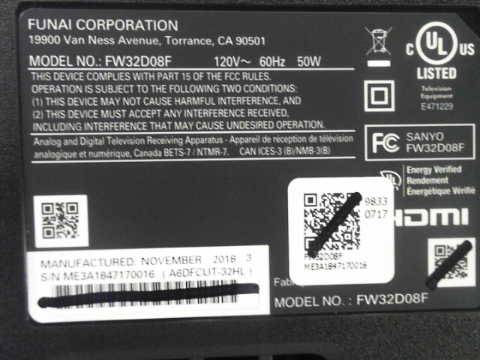 FUNAI CORPORATION
19900 Van Ness Avenue, Torrance, CA 90501
MODEL NO.: FW32D08F 120V~ 60Hz 50W
THIS DEVICE COMPLIES WITH PART 15 OF THE FCC RULES.
OPERATION IS SUBJECT TO THE FOLLOWING TWO CONDITIONS:
(1) THIS DEVICE MAY NOT CAUSE HARMFUL INTERFERENCE, AND
(2) THIS DEVICE MUST ACCEPT ANY INTERFERENCE RECEIVED,
INCLUDING INTERFERENCE THAT MAY CAUSE UNDESIRED OPERATION.
Analog and Digital Television Receiving Apparatus - Appareil de réception de télévision
analogique et numérique, Canada BETS-7 / NTMR-7. CAN ICES-3 (B)/NMB-3(B)
C UL US
LISTED
Television
Equipment
E471229
FC SANYO
FW32D08F
UL Energy Verified
Rendement
Énergétique Vérifié
HDMI
9833
0717
FW32D08F
ME3A1847170016
MANUFACTURED: NOVEMBER 2018 3
S/N ME3A1847170016 (A6DFCUT-32HL)
MODEL NO.: FW32D08F